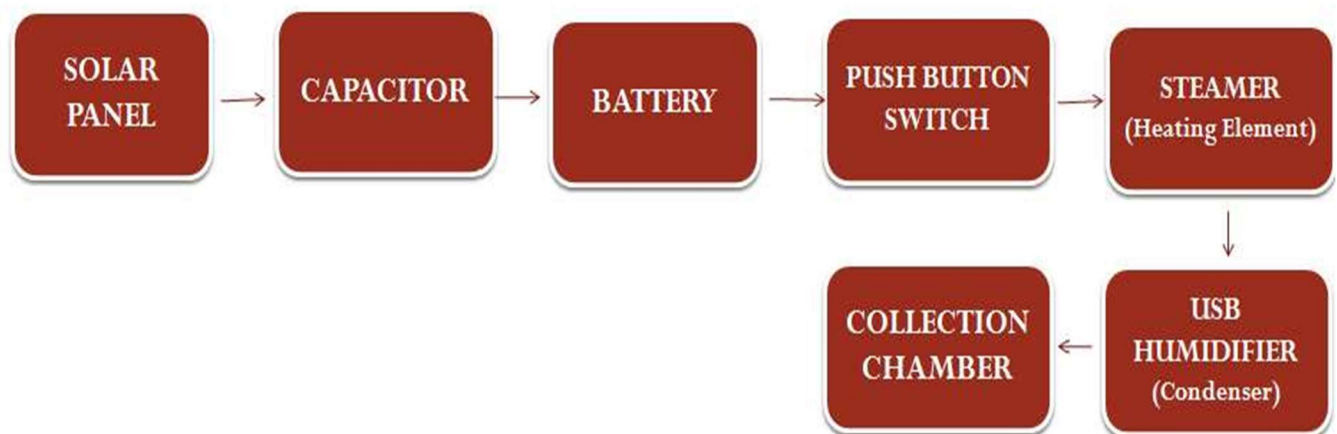 SOLAR
PANEL
CAPACITOR
BATTERY
PUSH BUTTON
SWITCH
STEAMER
(Heating Element)
USB
HUMIDIFIER
(Condenser)
COLLECTION
CHAMBER